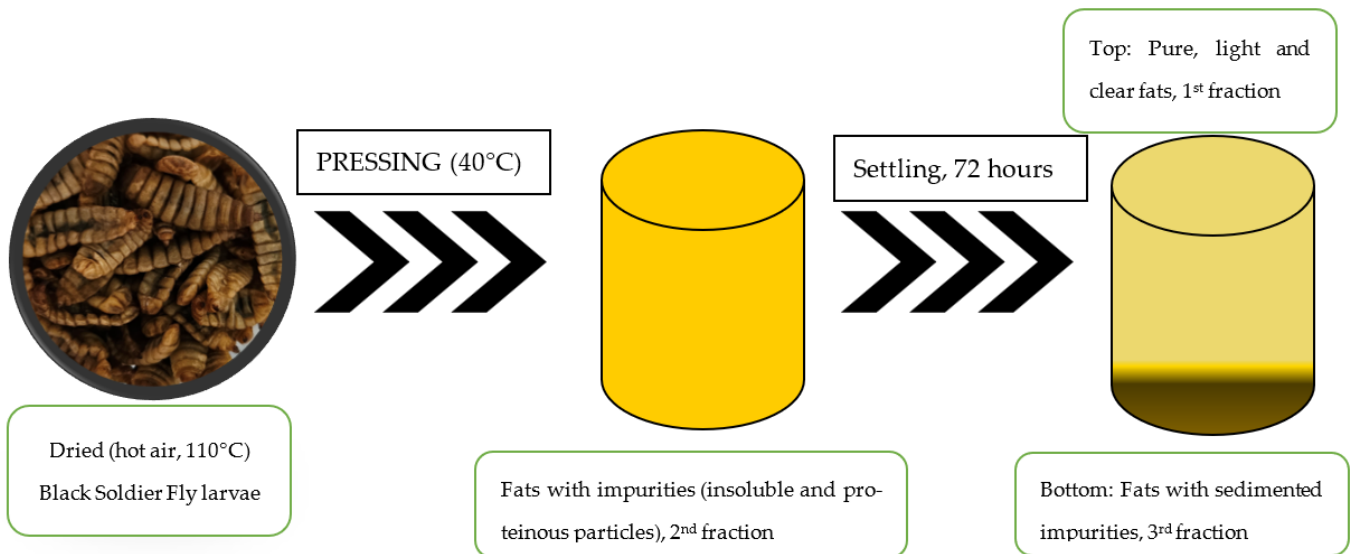 Dried (hot air, 110°C)
Black Soldier Fly larvae
PRESSING (40°C)
Fats with impurities (insoluble and pro-
teinous particles), 2nd fraction
Settling, 72 hours
Top: Pure, light and
clear fats, 1st fraction
Bottom: Fats with sedimented
impurities, 3rd fraction